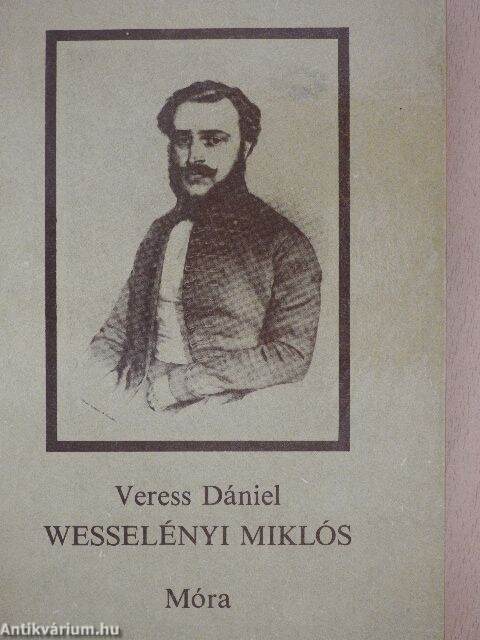 Veress Dániel
WESSELÉNYI MIKLÓS
Móra
Antikvárium.hu